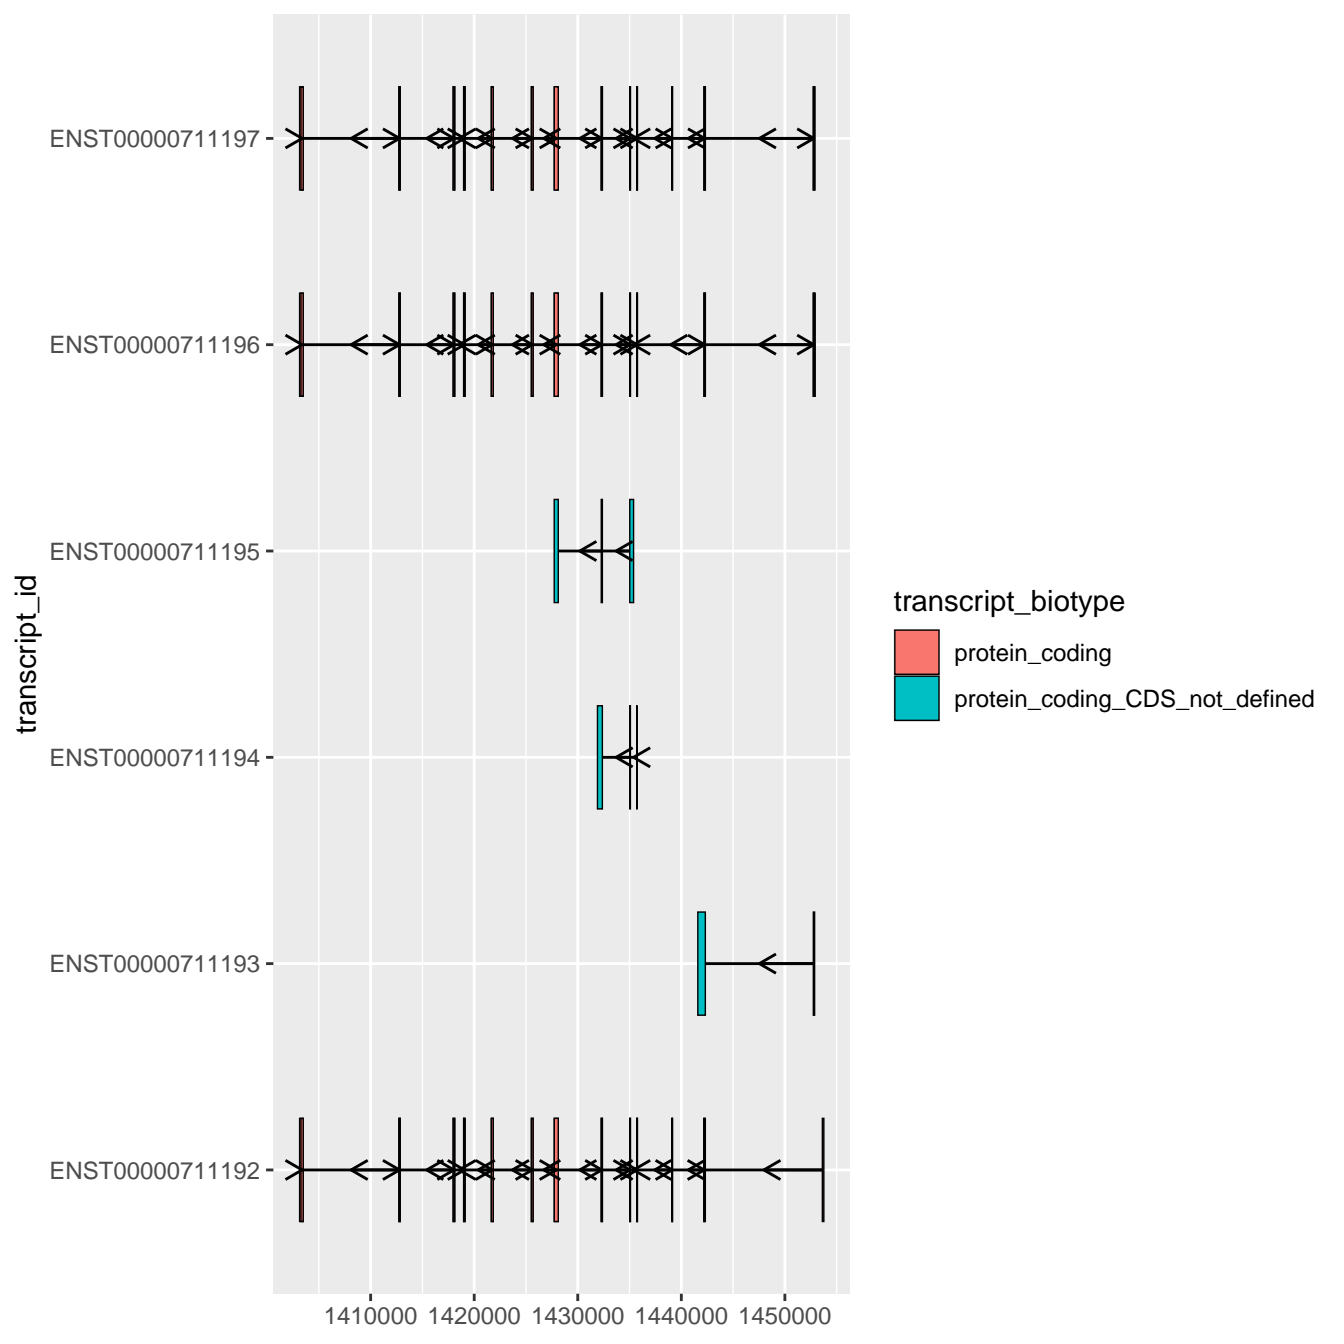 ENST00000711197
ENST00000711196
ENST00000711195
ENST00000711194
ENST00000711193
ENST00000711192
transcript_id
1410000 1420000 1430000 1440000 1450000
transcript_biotype
protein_coding
protein_coding_CDS_not_defined